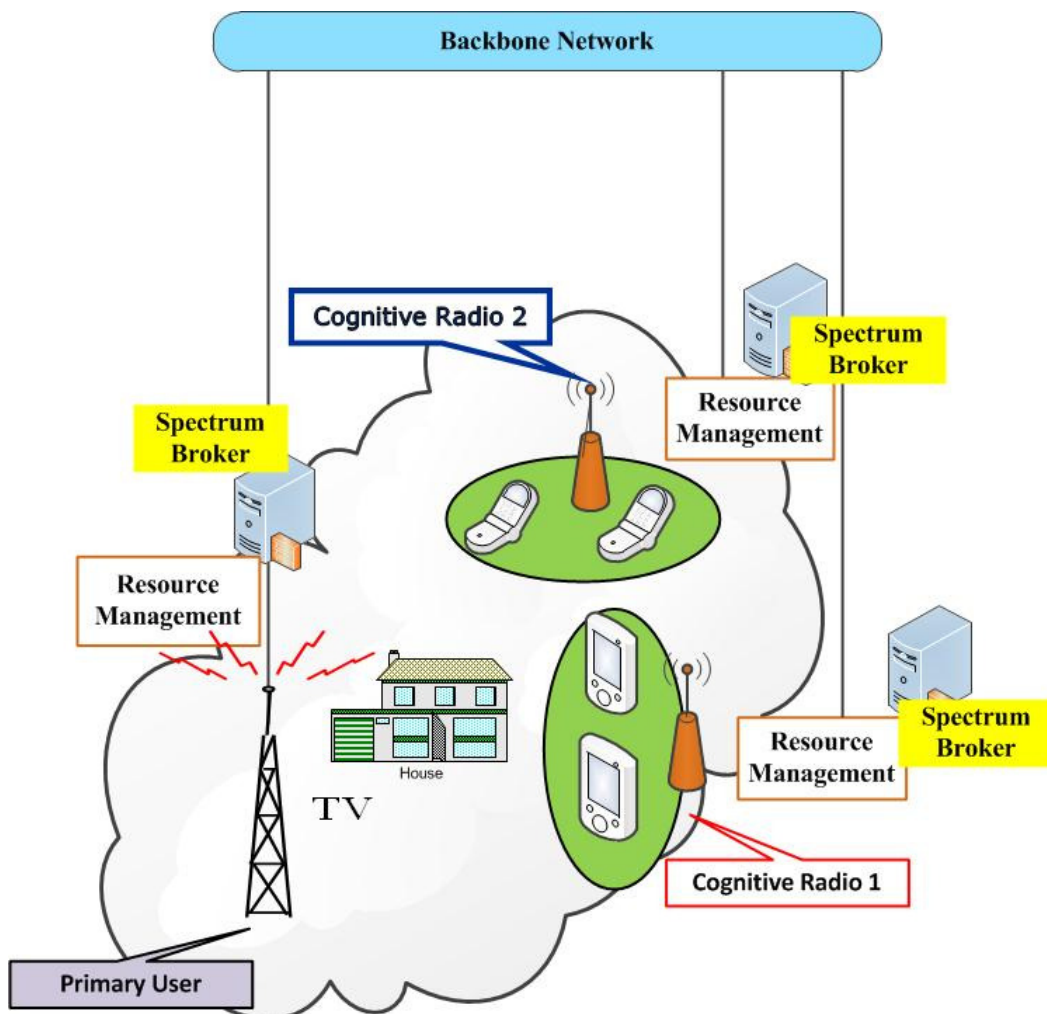 Backbone Network
Cognitive Radio 2
Spectrum
Broker
Resource
Management
Spectrum
Broker
Resource
Management
House
TV
Spectrum
Broker
Resource
Management
Cognitive Radio 1
Primary User